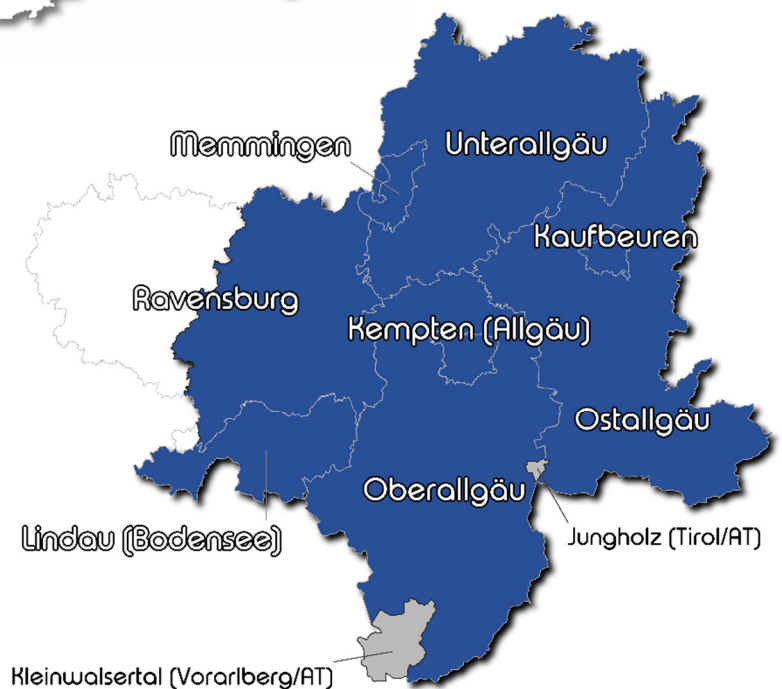 Memmingen
Unterallgäu
Kaufbeuren
Ravensburg
Kempten (Allgäu)
Ostallgäu
Oberallgäu
Lindau (Bodensee)
Jungholz (Tirol/AT)
Kleinwalsertal (Vorarlberg/AT)